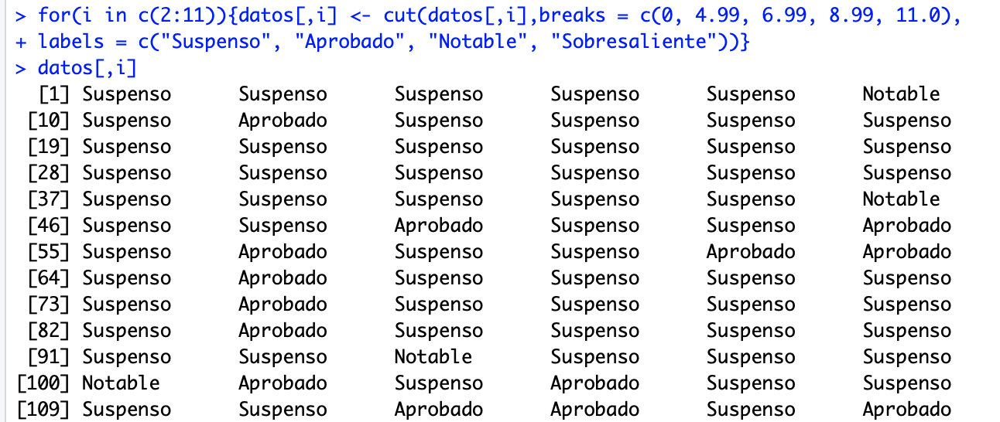 > for(i in c(2:11)){datos[,i] <- cut(datos[,i],breaks = c(0, 4.99, 6.99, 8.99, 11.0),
+ labels = c("Suspenso", "Aprobado", "Notable", "Sobresaliente"))}
> datos[,i]
[1] Suspenso Suspenso Suspenso Suspenso Suspenso Notable
[10] Suspenso Aprobado Suspenso Suspenso Suspenso Suspenso
[19] Suspenso Suspenso Suspenso Suspenso Suspenso Suspenso
[28] Suspenso Suspenso Suspenso Suspenso Suspenso Suspenso
[37] Suspenso Suspenso Suspenso Suspenso Suspenso Notable
[46] Suspenso Suspenso Aprobado Suspenso Suspenso Aprobado
[55] Suspenso Aprobado Suspenso Suspenso Aprobado Aprobado
[64] Suspenso Aprobado Suspenso Suspenso Suspenso Suspenso
[73] Suspenso Aprobado Suspenso Suspenso Suspenso Suspenso
[82] Suspenso Aprobado Suspenso Suspenso Suspenso Suspenso
[91] Suspenso Suspenso Notable Suspenso Suspenso Suspenso
[100] Notable Aprobado Suspenso Aprobado Suspenso Suspenso
[109] Suspenso Suspenso Aprobado Aprobado Suspenso Aprobado